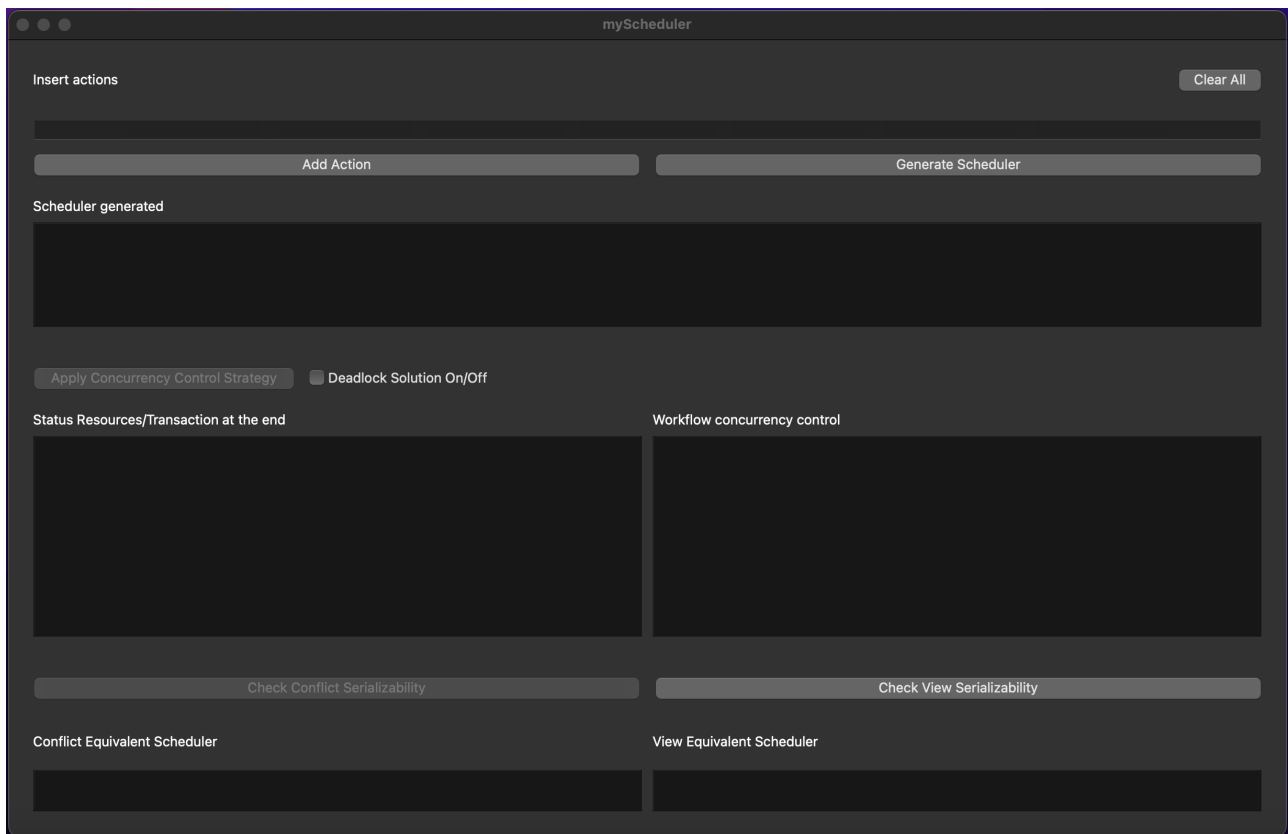 myScheduler
Insert actions
Clear All
Add Action
Generate Scheduler
Scheduler generated
Apply Concurrency Control Strategy
Deadlock Solution On/Off
Status Resources/Transaction at the end
Workflow concurrency control
Check Conflict Serializability
Check View Serializability
Conflict Equivalent Scheduler
View Equivalent Scheduler